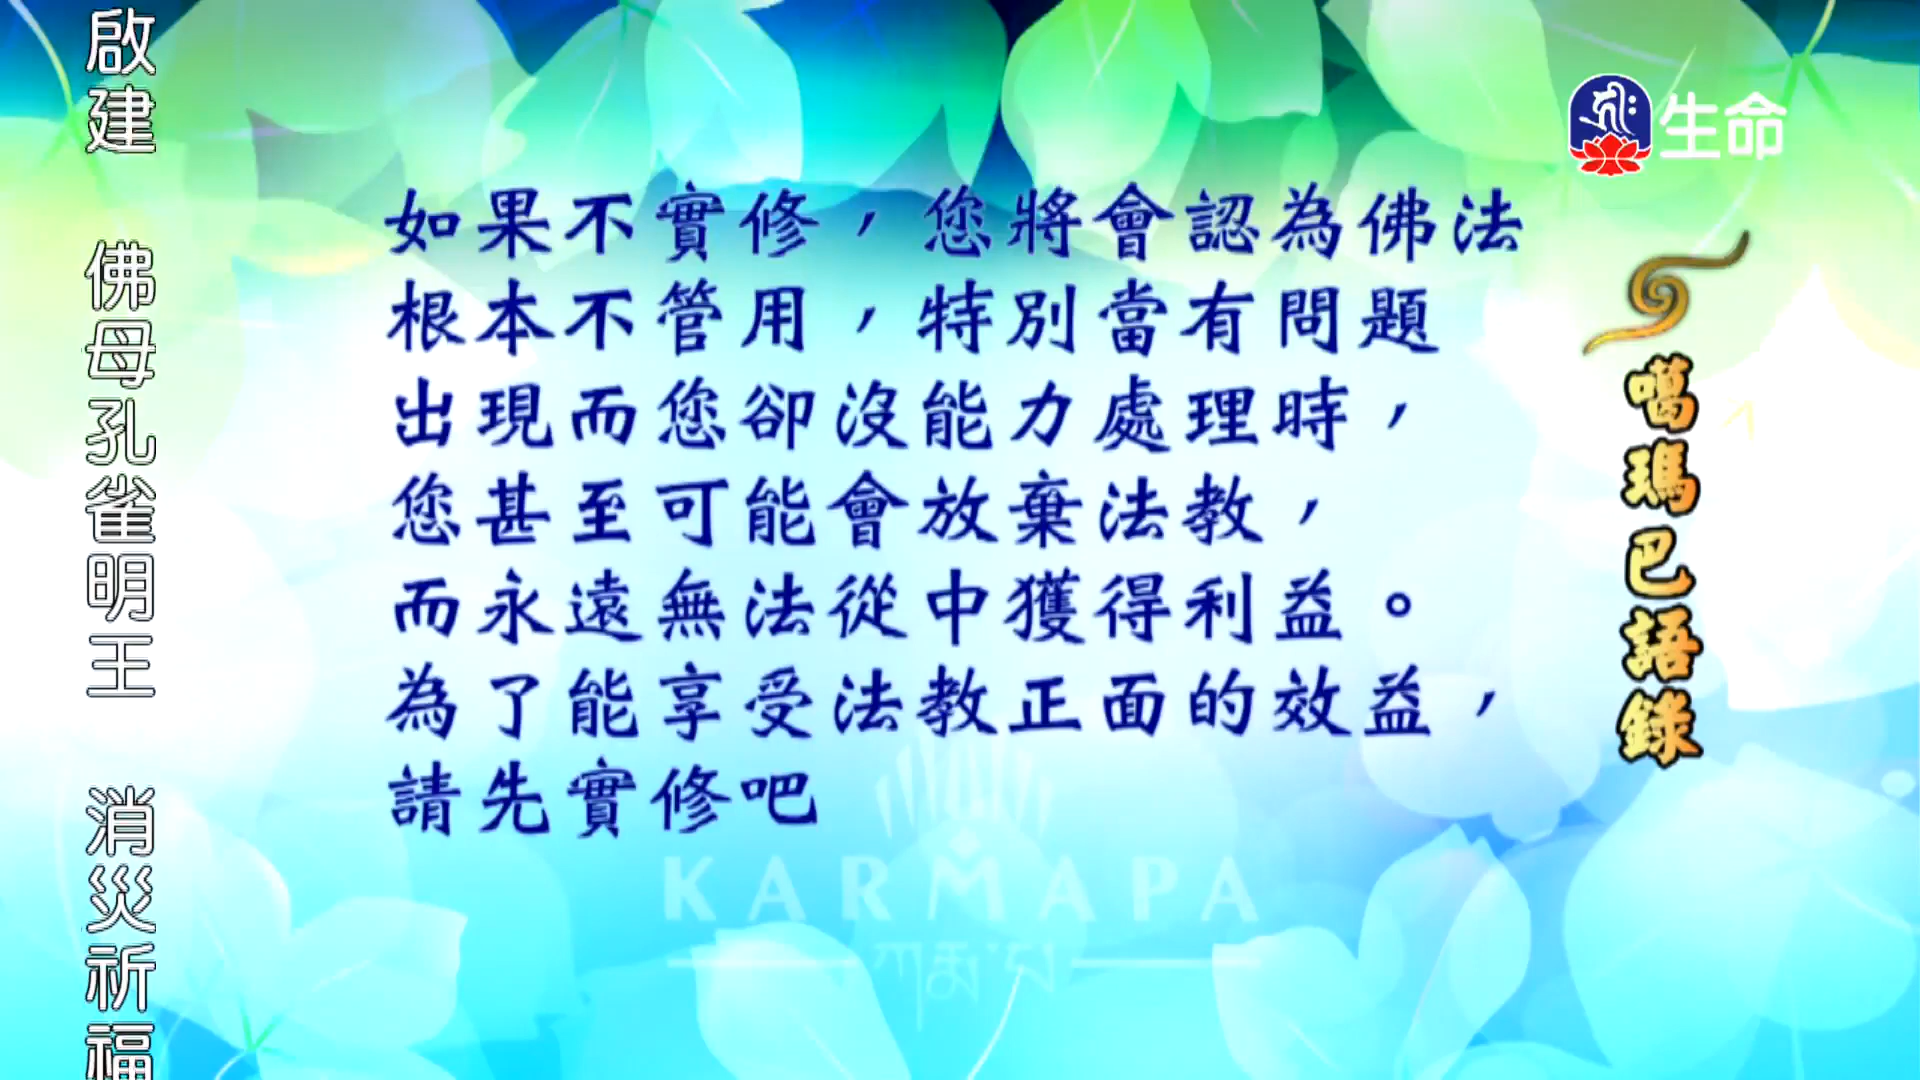 啟建 佛母孔雀明王 消災祈福
生命
如果不實修，您將會認為佛法
根本不管用，特別當有問題
出現而您卻沒能力處理時，
您甚至可能會放棄法教，
而永遠無法從中獲得利益。
為了能享受法教正面的效益，
請先實修吧
噶瑪巴語錄
KARMAPA